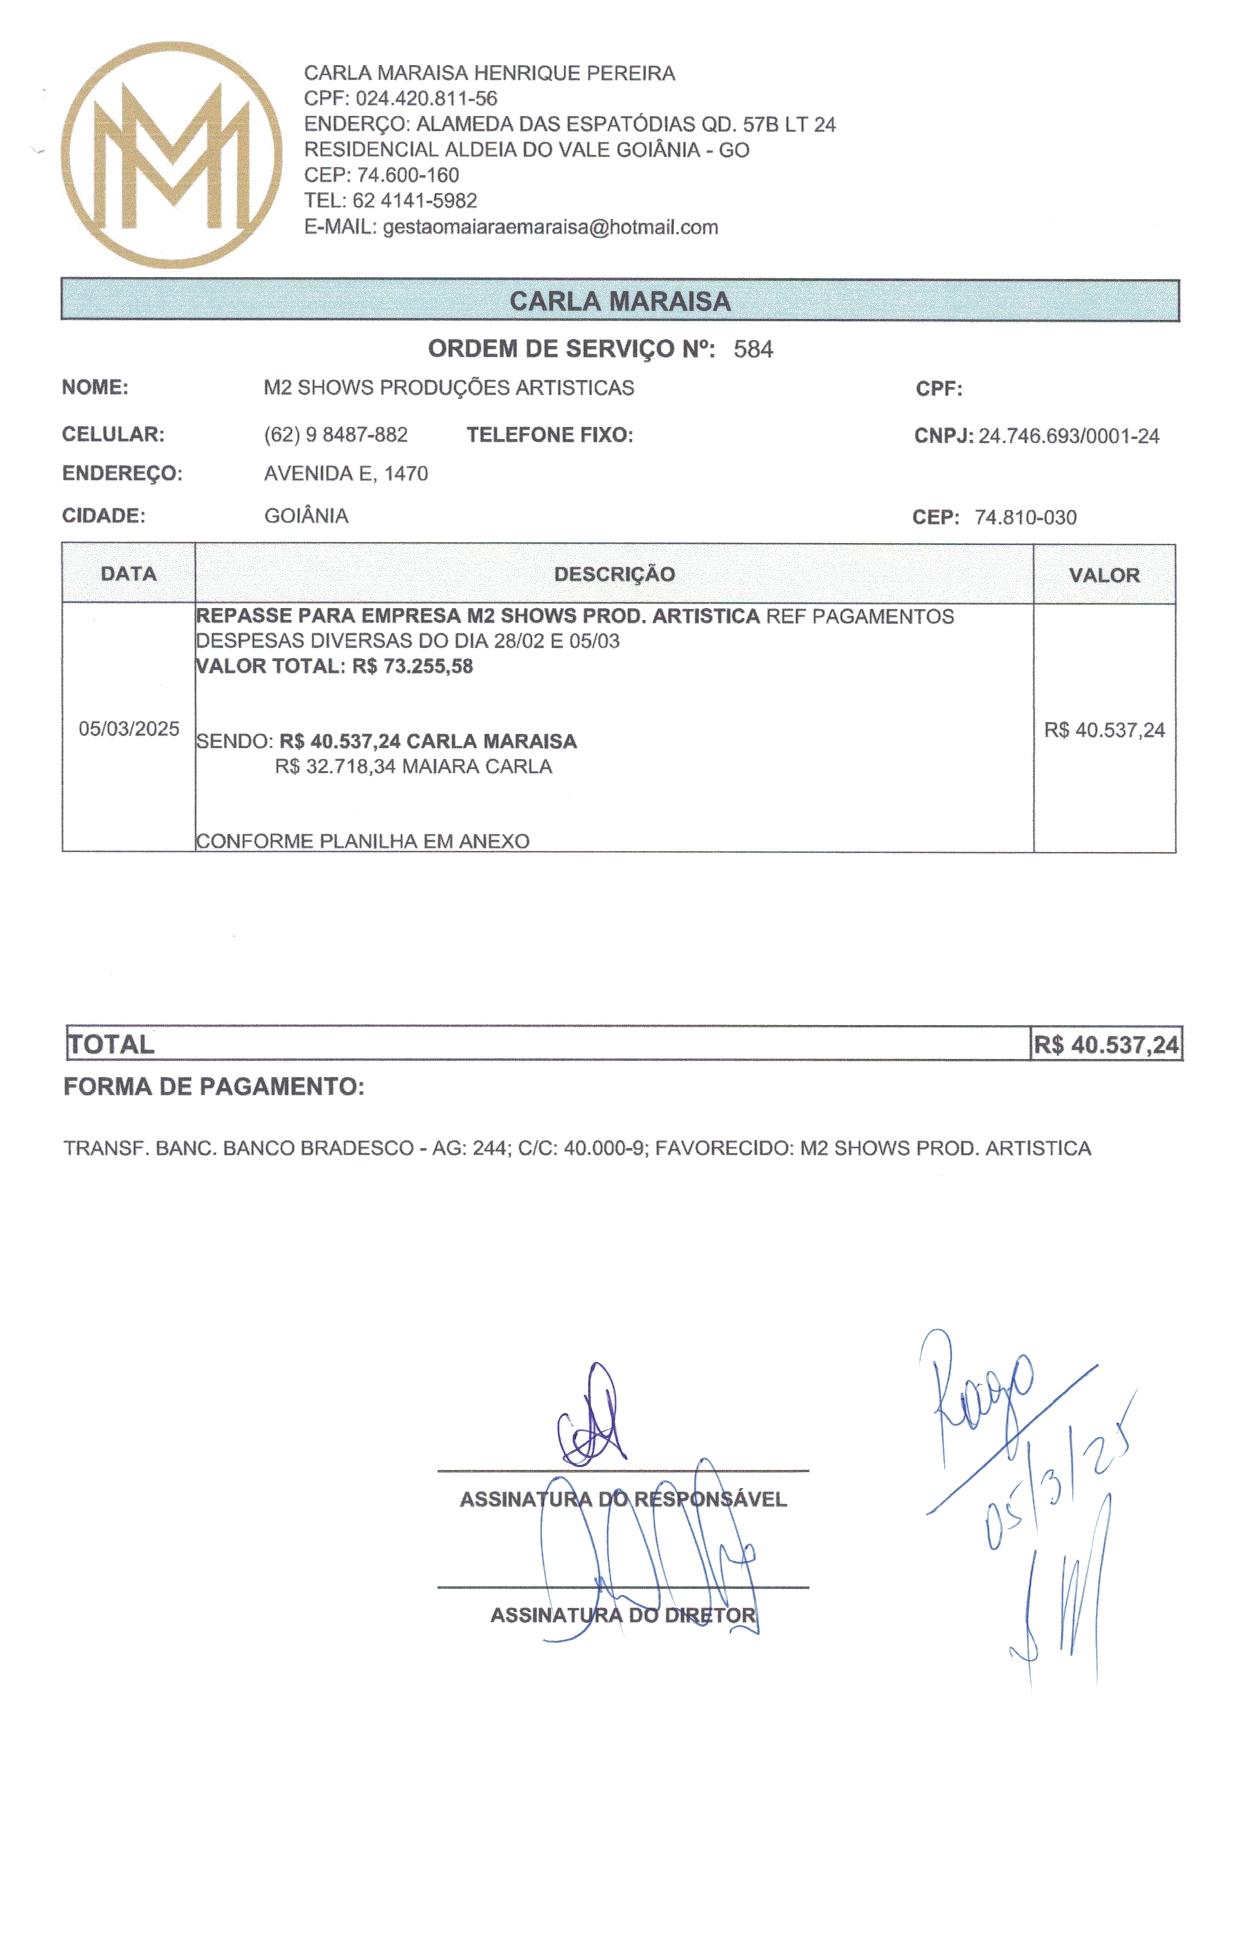 CARLA MARAISA HENRIQUE PEREIRA
CPF: 024.420.811-56
ENDERÇO: ALAMEDA DAS ESPATÓDIAS QD. 57B LT 24
RESIDENCIAL ALDEIA DO VALE GOIÂNIA - GO
CEP: 74.600-160
TEL: 62 4141-5982
E-MAIL: gestaomaiaraemaraisa@hotmail.com
CARLA MARAISA
ORDEM DE SERVIÇO Nº: 584
NOME: M2 SHOWS PRODUÇÕES ARTISTICAS CPF:
CELULAR: (62) 9 8487-882 TELEFONE FIXO: CNPJ: 24.746.693/0001-24
ENDEREÇO: AVENIDA E, 1470
CIDADE: GOIÂNIA CEP: 74.810-030
DATA DESCRIÇÃO VALOR
REPASSE PARA EMPRESA M2 SHOWS PROD. ARTISTICA REF PAGAMENTOS
DESPESAS DIVERSAS DO DIA 28/02 E 05/03
VALOR TOTAL: R$ 73.255,58
05/03/2025 R$ 40.537,24
SENDO: R$ 40.537,24 CARLA MARAISA
R$ 32.718,34 MAIARA CARLA
CONFORME PLANILHA EM ANEXO
TOTAL R$ 40.537,24
FORMA DE PAGAMENTO:
TRANSF. BANC. BANCO BRADESCO - AG: 244; C/C: 40.000-9; FAVORECIDO: M2 SHOWS PROD. ARTISTICA
Pago
05/3/25
ASSINATURA DO RESPONSÁVEL
ASSINATURA DO DIRETOR